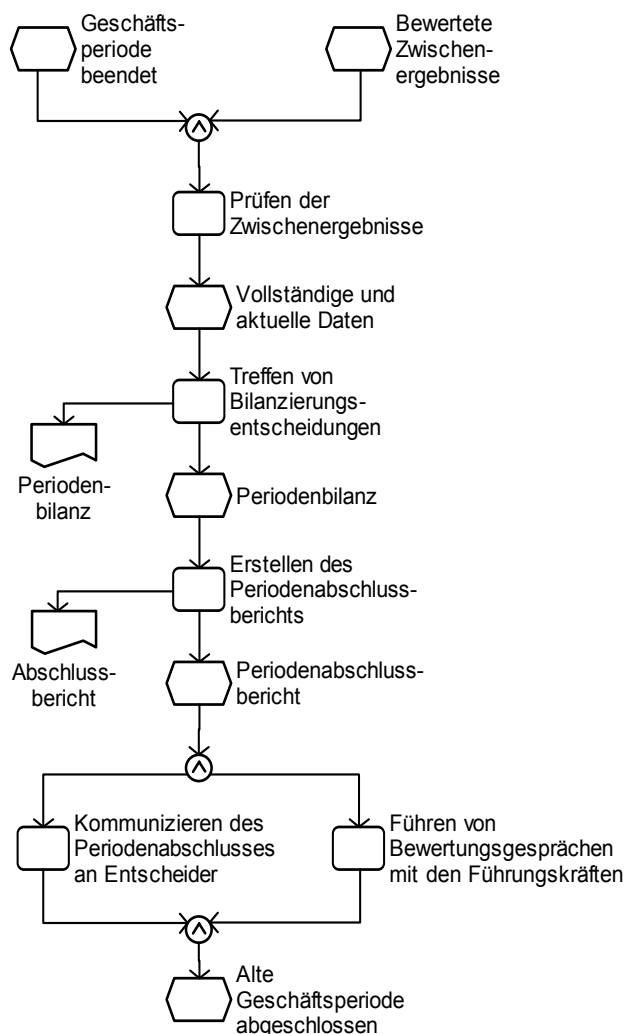 Geschäfts-
periode
beendet
Bewertete
Zwischen-
ergebnisse
Prüfen der
Zwischenergebnisse
Vollständige und
aktuelle Daten
Treffen von
Bilanzierungs-
entscheidungen
Perioden-
bilanz
Periodenbilanz
Erstellen des
Periodenabschluss-
berichts
Abschluss-
bericht
Periodenabschluss-
bericht
Kommunizieren des
Periodenabschlusses
an Entscheider
Führen von
Bewertungsgesprächen
mit den Führungskräften
Alte
Geschäftsperiode
abgeschlossen